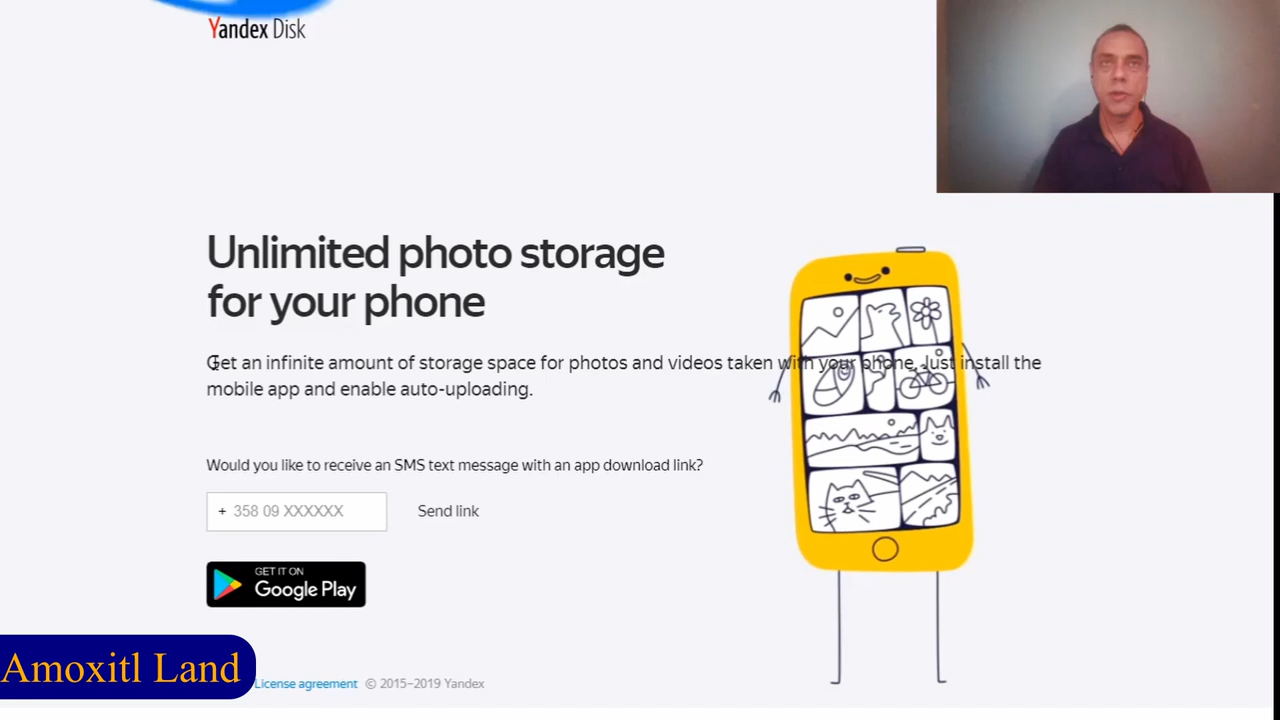 Yandex Disk
Unlimited photo storage
for your phone
Get an infinite amount of storage space for photos and videos taken with your phone. Just install the
mobile app and enable auto-uploading.
Would you like to receive an SMS text message with an app download link?
+ 358 09 XXXXXX Send link
GET IT ON
Google Play
Amoxitl Land
License agreement © 2015–2019 Yandex